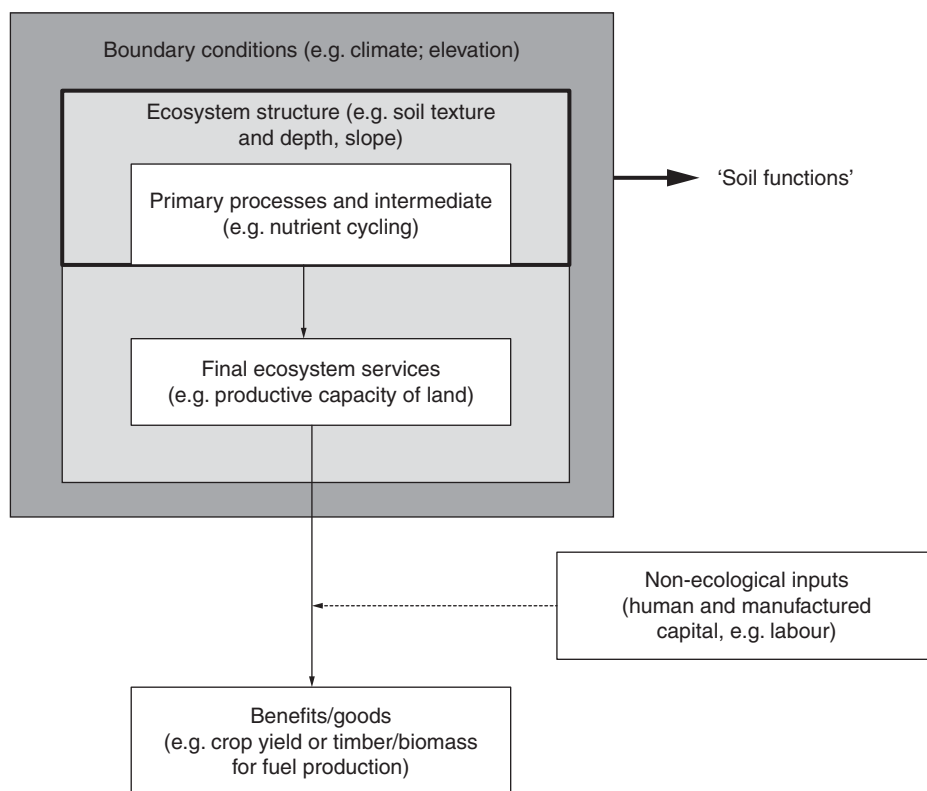 Boundary conditions (e.g. climate; elevation)
Ecosystem structure (e.g. soil texture
and depth, slope)
Primary processes and intermediate
(e.g. nutrient cycling)
‘Soil functions’
Final ecosystem services
(e.g. productive capacity of land)
Non-ecological inputs
(human and manufactured
capital, e.g. labour)
Benefits/goods
(e.g. crop yield or timber/biomass
for fuel production)